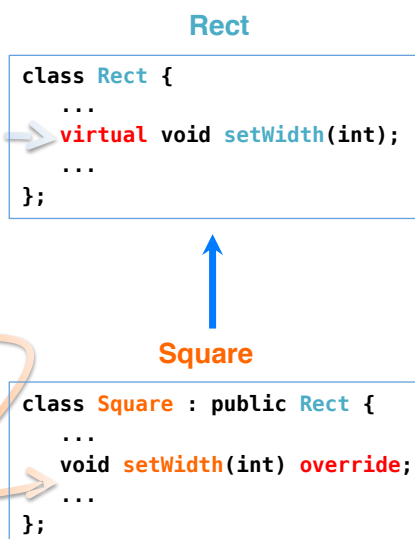 Rect
class Rect {
...
virtual void setWidth(int);
...
};
Square
class Square : public Rect {
...
void setWidth(int) override;
...
};